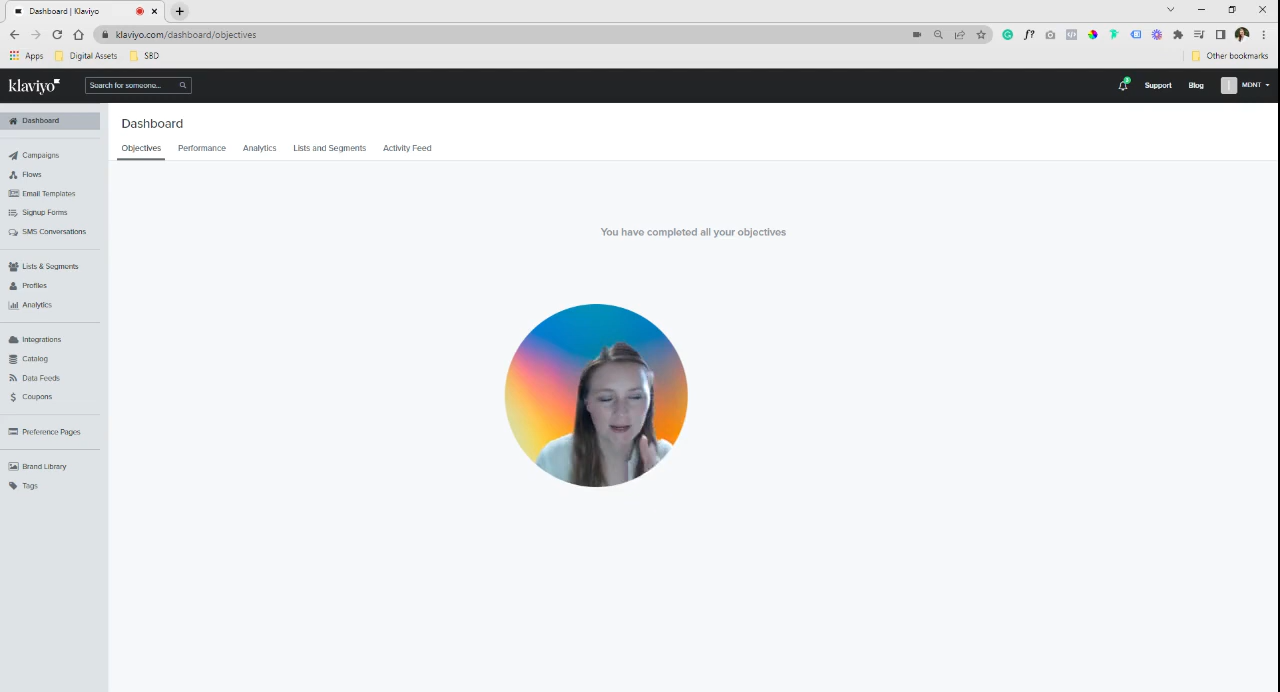 Dashboard | Klaviyo
klaviyo.com/dashboard/objectives
f?
Apps
Digital Assets
SBD
Other bookmarks
klaviyo
Search for someone...
Support
Blog
MDNT
Dashboard
Campaigns
Flows
Email Templates
Signup Forms
SMS Conversations
Lists & Segments
Profiles
Analytics
Integrations
Catalog
Data Feeds
Coupons
Preference Pages
Brand Library
Tags
Dashboard
Objectives
Performance
Analytics
Lists and Segments
Activity Feed
You have completed all your objectives